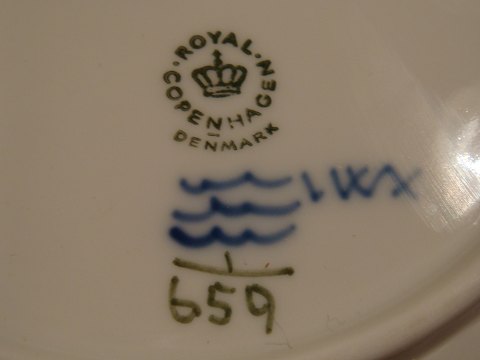 ROYAL
COPENHAGEN
DENMARK
1
659